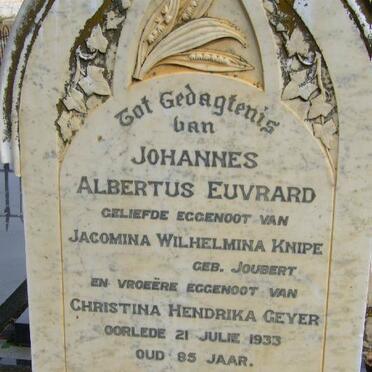 Tot Gedagtenis
van
JOHANNES
ALBERTUS EUVRARD
GELIEFDE EGGENOOT VAN
JACOMINA WILHELMINA KNIPE
GEB. JOUBERT
EN VROEËRE EGGENOOT VAN
CHRISTINA HENDRIKA GEYER
OORLEDE 21 JULIE 1933
OUD 85 JAAR.